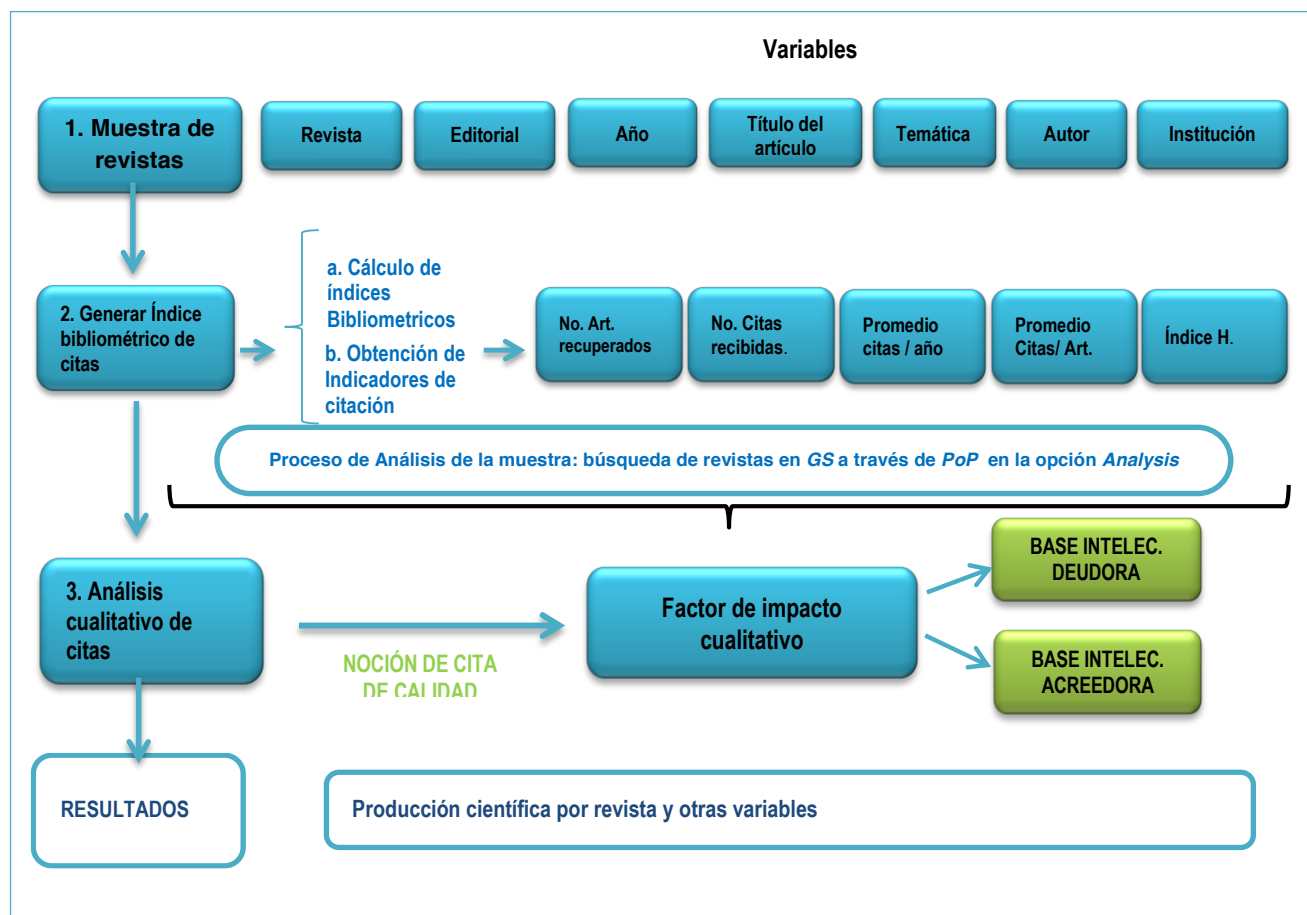 Variables
1. Muestra de
revistas
Revista
Editorial
Año
Título del
artículo
Temática
Autor
Institución
2. Generar Índice
bibliométrico de
citas
a. Cálculo de
índices
Bibliometricos
b. Obtención de
Indicadores de
citación
No. Art.
recuperados
No. Citas
recibidas.
Promedio
citas / año
Promedio
Citas/ Art.
Índice H.
Proceso de Análisis de la muestra: búsqueda de revistas en GS a través de PoP en la opción Analysis
3. Análisis
cualitativo de
citas
NOCIÓN DE CITA
DE CALIDAD
Factor de impacto
cualitativo
BASE INTELEC.
DEUDORA
BASE INTELEC.
ACREEDORA
RESULTADOS
Producción científica por revista y otras variables